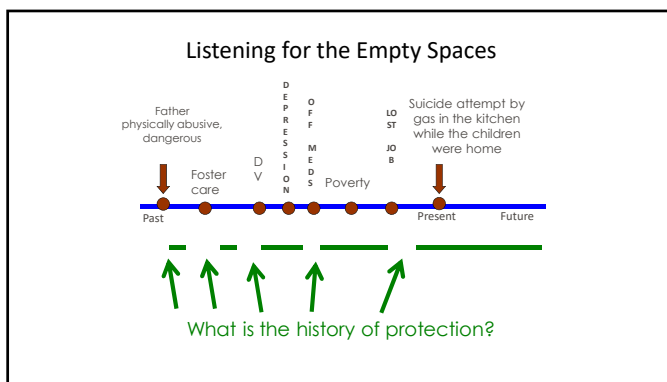 Listening for the Empty Spaces
Father
physically abusive,
dangerous
Foster
care
D
V
D
E
P
R
E
S
S
I
O
N
O
F
F
M
E
D
S
Poverty
LO
ST
JO
B
Suicide attempt by
gas in the kitchen
while the children
were home
Past
Present
Future
What is the history of protection?